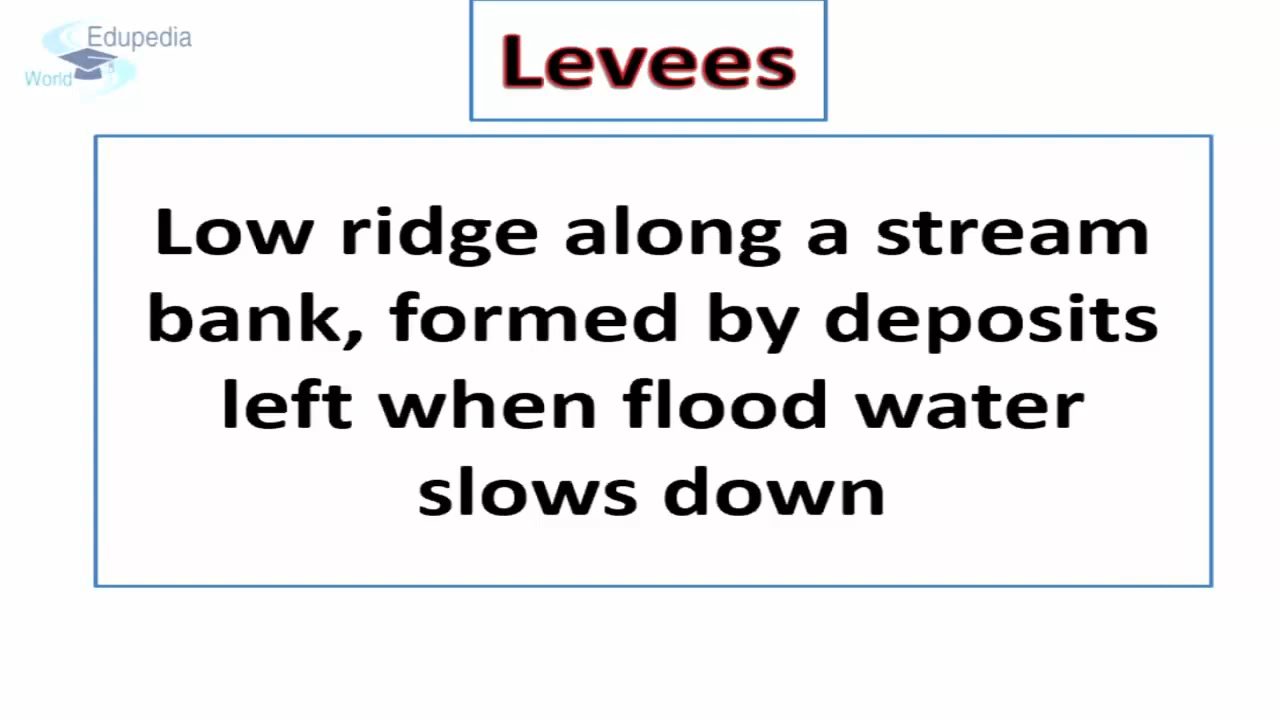 Edupedia
World
Levees
Low ridge along a stream
bank, formed by deposits
left when flood water
slows down